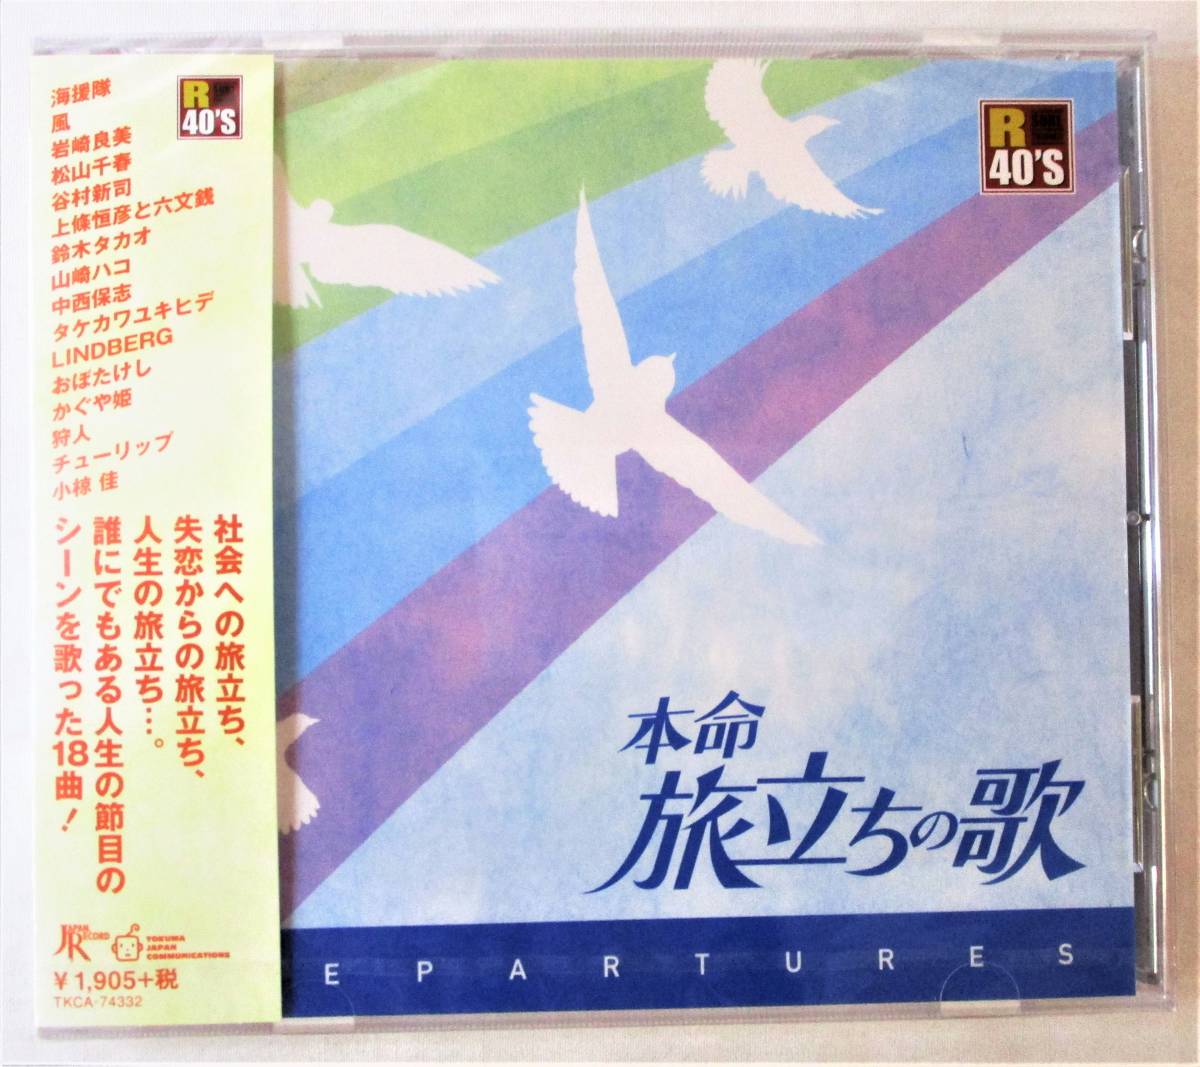 海援隊
風
岩崎良美
松山千春
谷村新司
上條恒彦と六文銭
鈴木タカオ
山崎ハコ
中西保志
タケカワユキヒデ
LINDBERG
おぼたけし
かぐや姫
狩人
チューリップ
小椋 佳
R
40'S
社会への旅立ち、
失恋からの旅立ち、
人生の旅立ち…。
誰にでもある人生の節目の
シーンを歌った18曲!
JAPAN
RECORD
TOKUMA
JAPAN
COMMUNICATIONS
¥1,905+税
TKCA-74332
R
40'S
本命
旅立ちの歌
EPARTURES